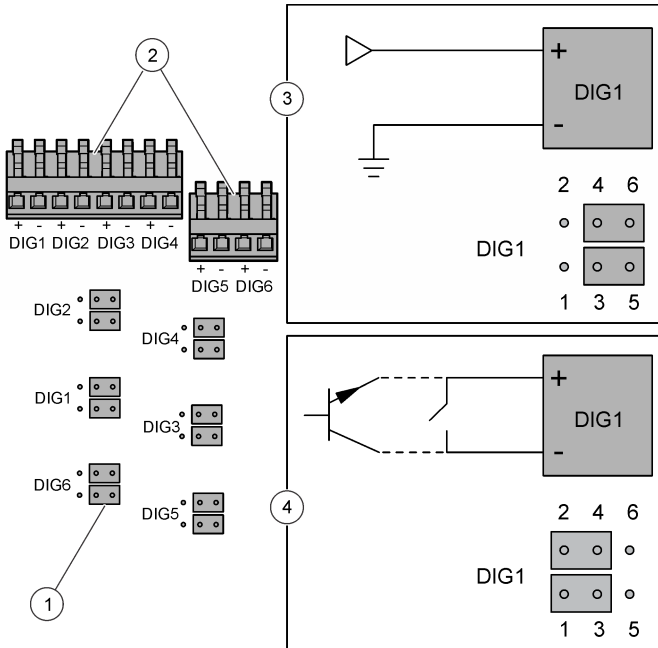 2
3
+
DIG1
-
+ - + - + - + -
DIG1 DIG2 DIG3 DIG4
+ - + -
DIG5 DIG6
2 4 6
DIG1
1 3 5
DIG2
DIG4
DIG1
DIG3
DIG6
DIG5
1
4
+
DIG1
-
2 4 6
DIG1
1 3 5